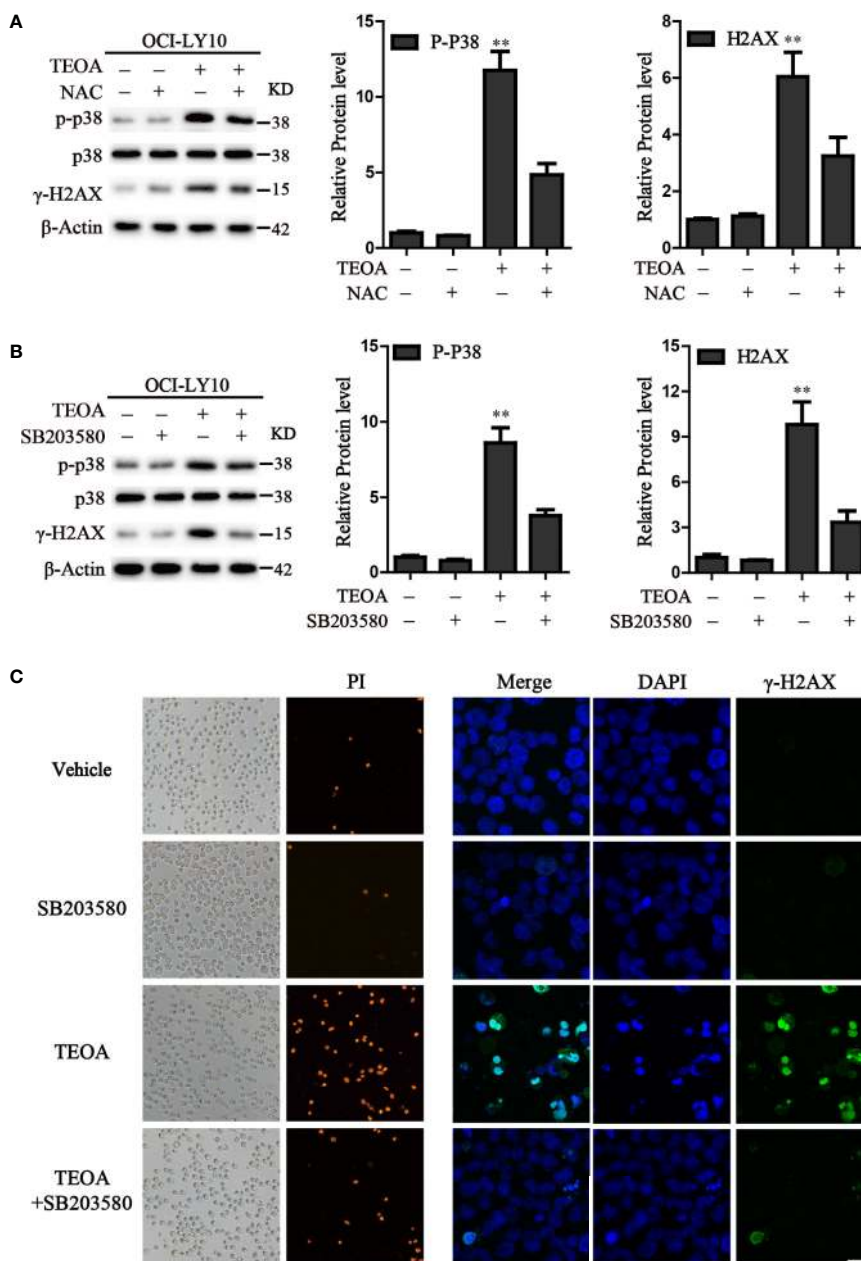 A
OCI-LY10
TEOA – – + +
NAC – + – + KD
p-p38 38
p38 38
γ-H2AX 15
β-Actin 42
P-P38
**
Relative Protein level
15
10
5
0
TEOA – – + +
NAC – + – +
H2AX
**
Relative Protein level
8
6
4
2
0
TEOA – – + +
NAC – + – +
B
OCI-LY10
TEOA – – + +
SB203580 – + – + KD
p-p38 38
p38 38
γ-H2AX 15
β-Actin 42
P-P38
**
Relative Protein level
15
10
5
0
TEOA – – + +
SB203580 – + – +
H2AX
**
Relative Protein level
15
12
9
6
3
0
TEOA – – + +
SB203580 – + – +
C
PI Merge DAPI γ-H2AX
Vehicle
SB203580
TEOA
TEOA
+SB203580